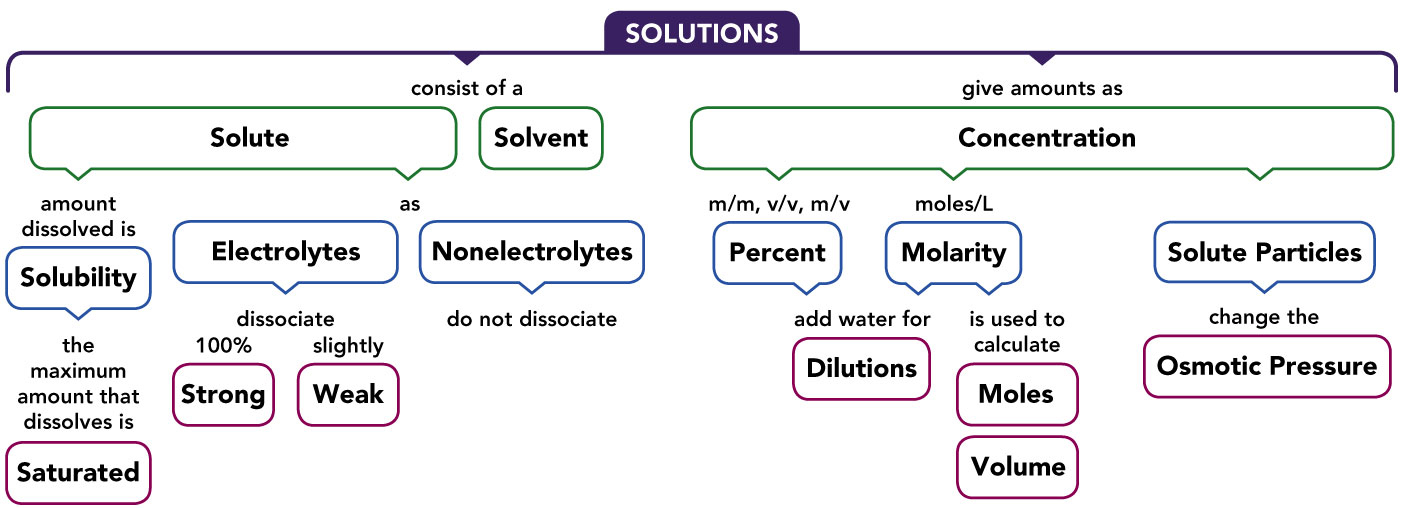 SOLUTIONS
consist of a
Solute
Solvent
amount
dissolved is
Solubility
the
maximum
amount that
dissolves is
Saturated
as
Electrolytes
Nonelectrolytes
dissociate
do not dissociate
100%
slightly
Strong
Weak
give amounts as
Concentration
m/m, v/v, m/v
moles/L
Percent
Molarity
Solute Particles
add water for
Dilutions
is used to
calculate
Moles
Volume
change the
Osmotic Pressure